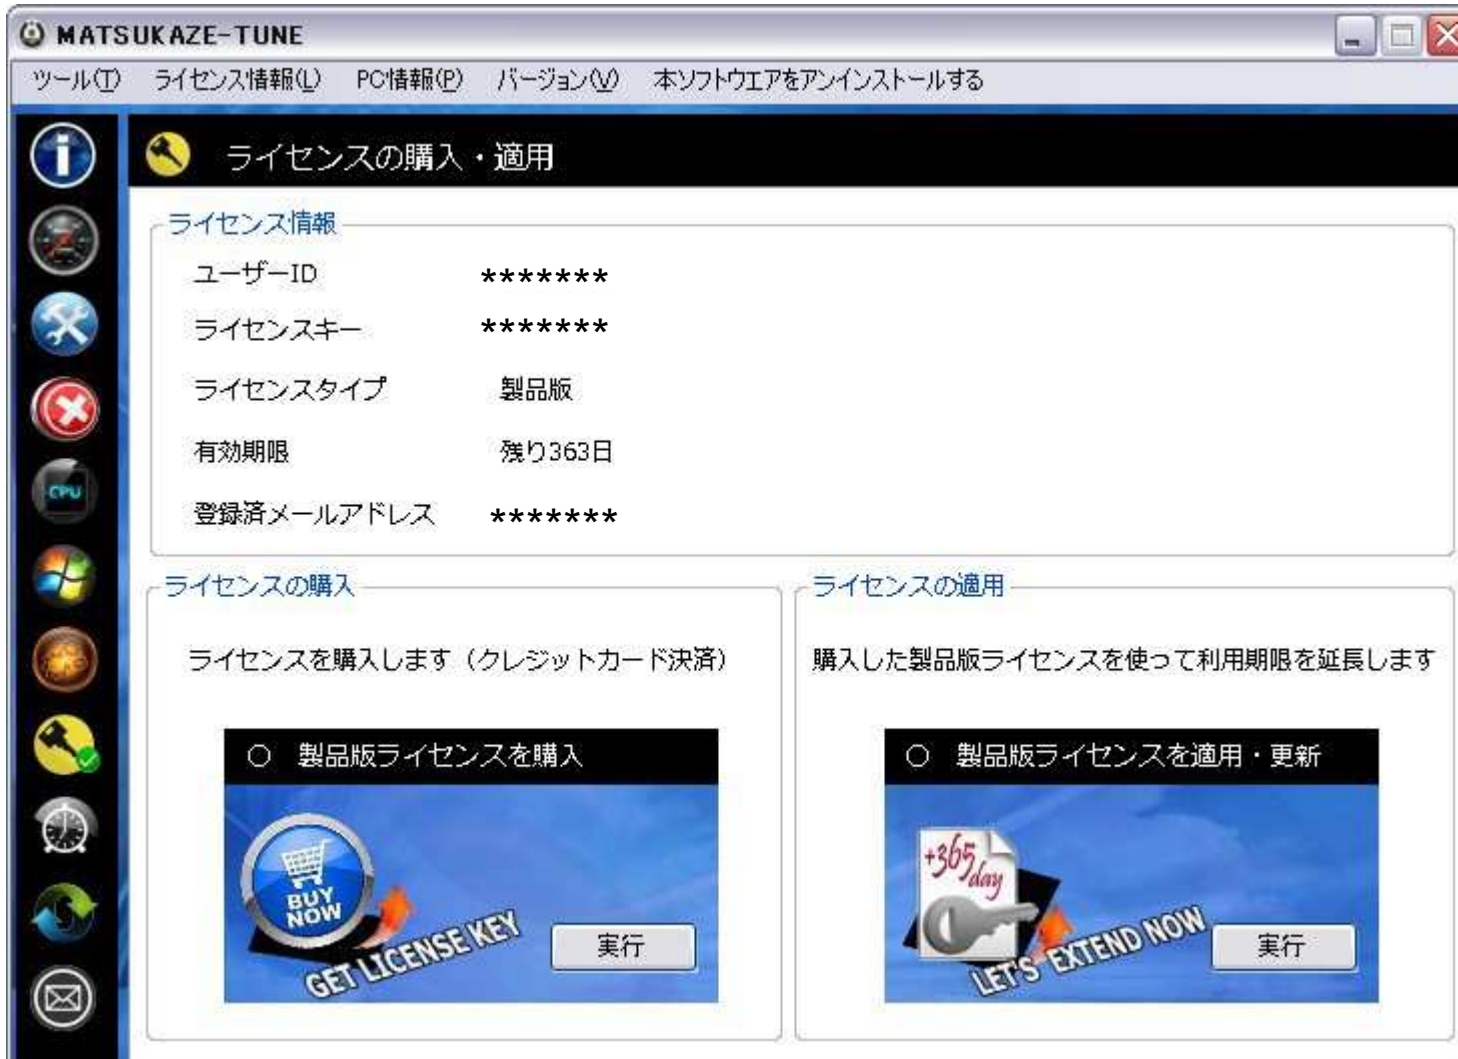 MATSUKAZE-TUNE
ツール(T) ライセンス情報(L) PC情報(P) バージョン(V) 本ソフトウエアをアンインストールする
ライセンスの購入・適用
ライセンス情報
ユーザーID *******
ライセンスキー *******
ライセンスタイプ 製品版
有効期限 残り363日
登録済メールアドレス *******
CPU
ライセンスの購入
ライセンスを購入します（クレジットカード決済）
○ 製品版ライセンスを購入
BUY
NOW
GET LICENSE KEY
実行
ライセンスの適用
購入した製品版ライセンスを使って利用期限を延長します
○ 製品版ライセンスを適用・更新
+365
day
LET'S EXTEND NOW
実行